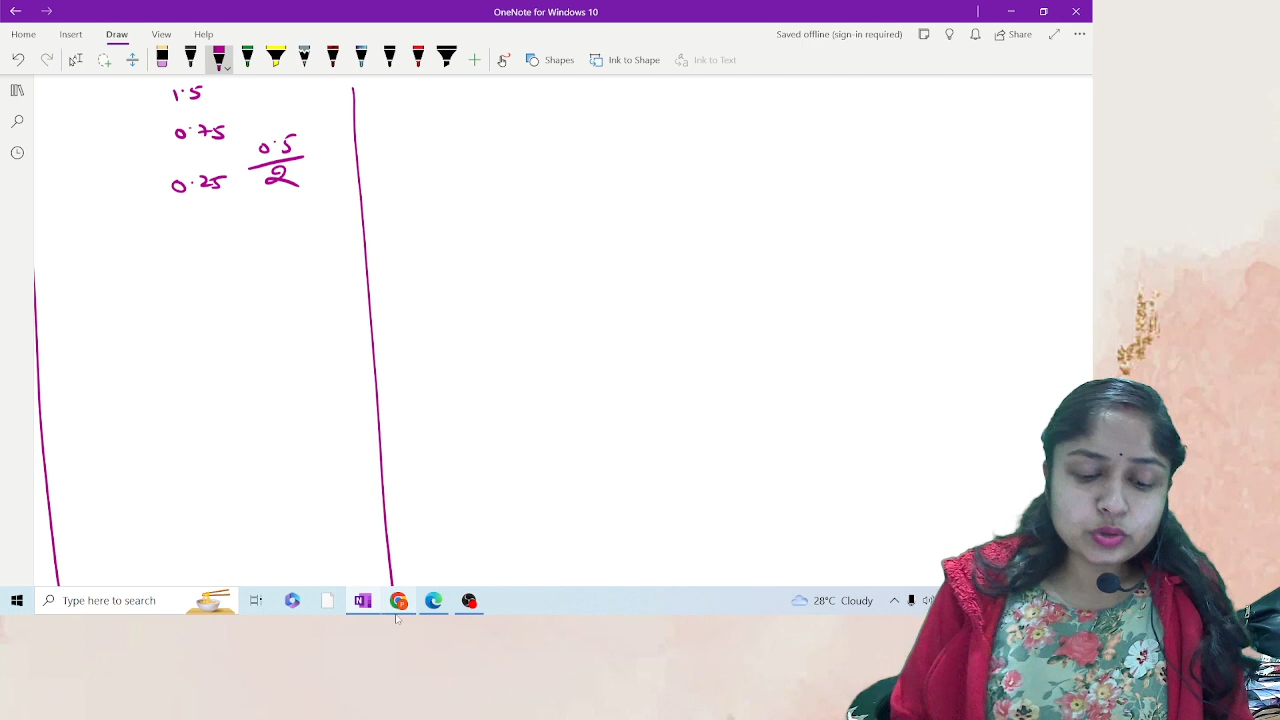 OneNote for Windows 10
Home Insert Draw View Help
Saved offline (sign-in required) Share
Shapes Ink to Shape Ink to Text
1.5
0.75
0.5
2
0.25
Type here to search
28°C Cloudy